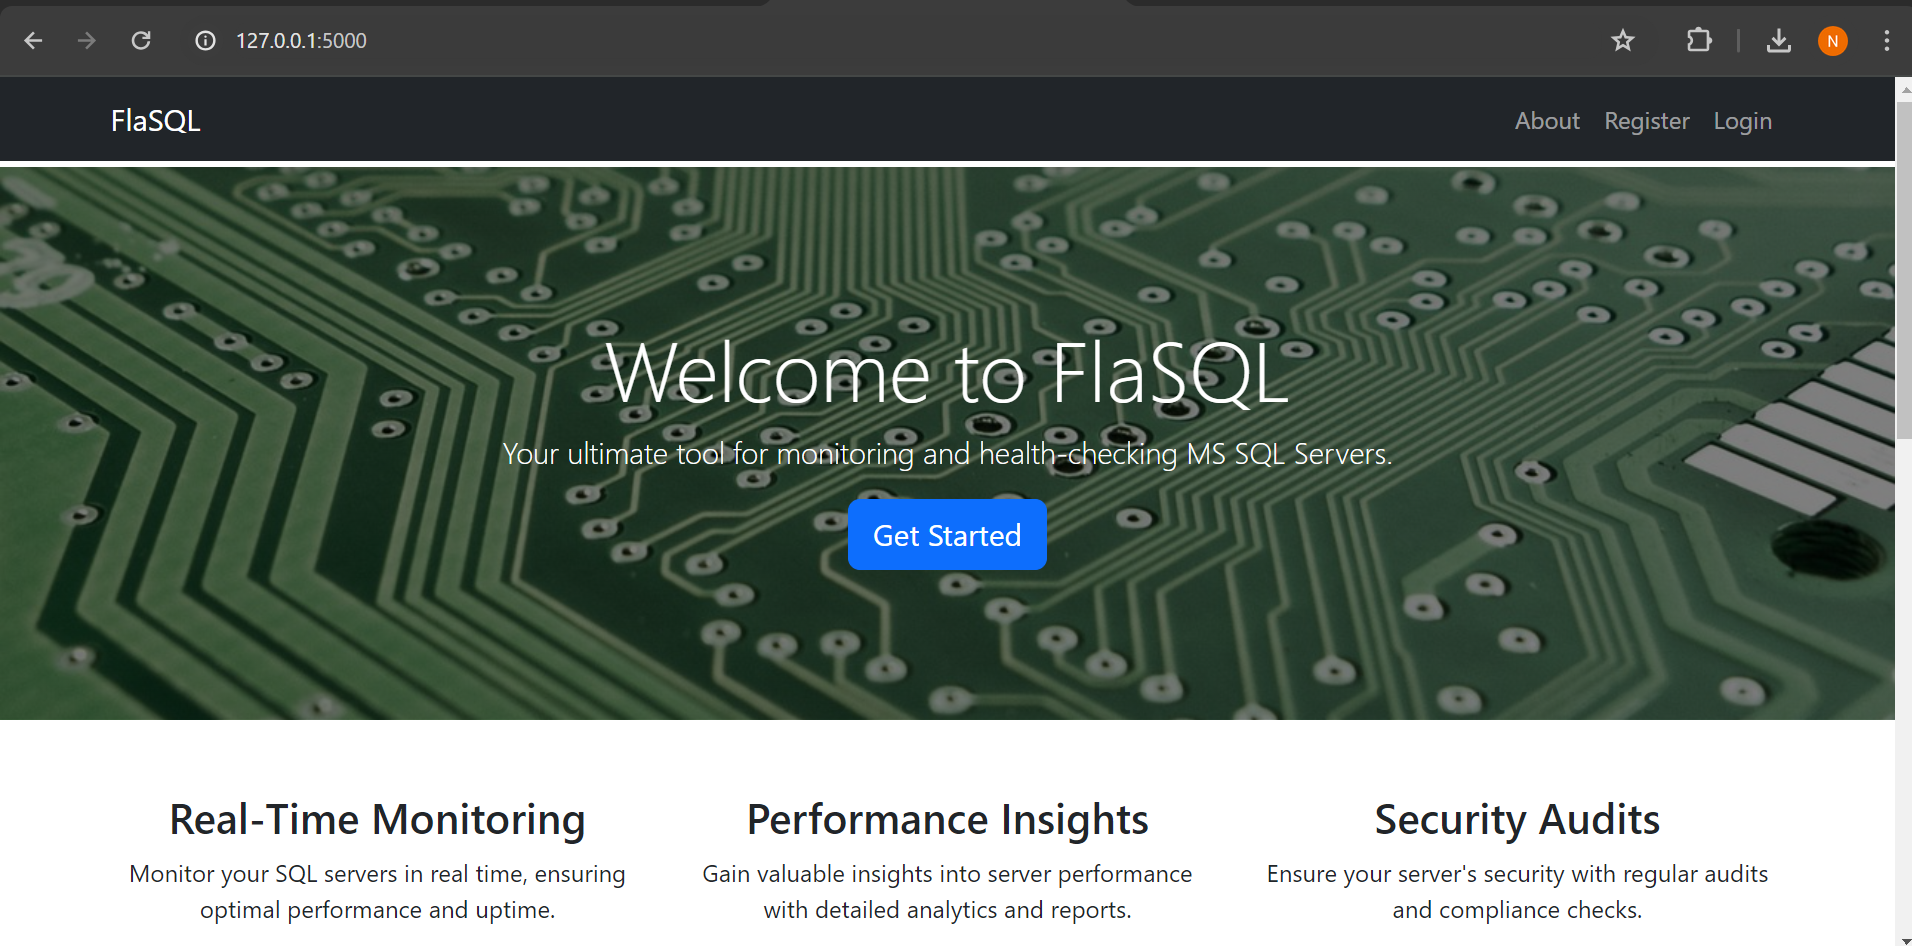 127.0.0.1:5000
N
FlaSQL
About Register Login
Welcome to FlaSQL
Your ultimate tool for monitoring and health-checking MS SQL Servers.
Get Started
Real-Time Monitoring
Monitor your SQL servers in real time, ensuring
optimal performance and uptime.
Performance Insights
Gain valuable insights into server performance
with detailed analytics and reports.
Security Audits
Ensure your server's security with regular audits
and compliance checks.